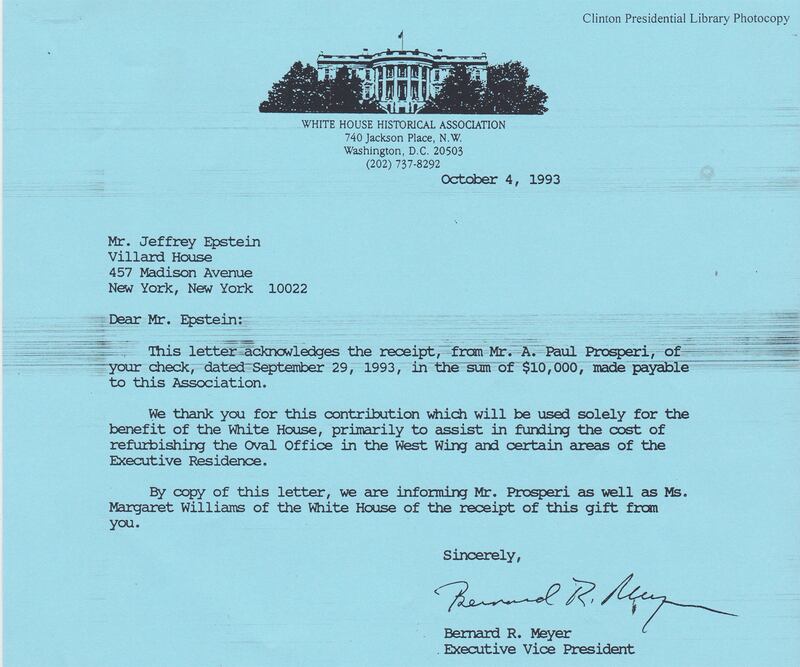 Clinton Presidential Library Photocopy
WHITE HOUSE HISTORICAL ASSOCIATION
740 Jackson Place, N.W.
Washington, D.C. 20503
(202) 737-8292
October 4, 1993
Mr. Jeffrey Epstein
Villard House
457 Madison Avenue
New York, New York 10022
Dear Mr. Epstein:
This letter acknowledges the receipt, from Mr. A. Paul Prosperi, of
your check, dated September 29, 1993, in the sum of $10,000, made payable
to this Association.
We thank you for this contribution which will be used solely for the
benefit of the White House, primarily to assist in funding the cost of
refurbishing the Oval Office in the West Wing and certain areas of the
Executive Residence.
By copy of this letter, we are informing Mr. Prosperi as well as Ms.
Margaret Williams of the White House of the receipt of this gift from
you.
Sincerely,
Bernard R. Meyer
Bernard R. Meyer
Executive Vice President